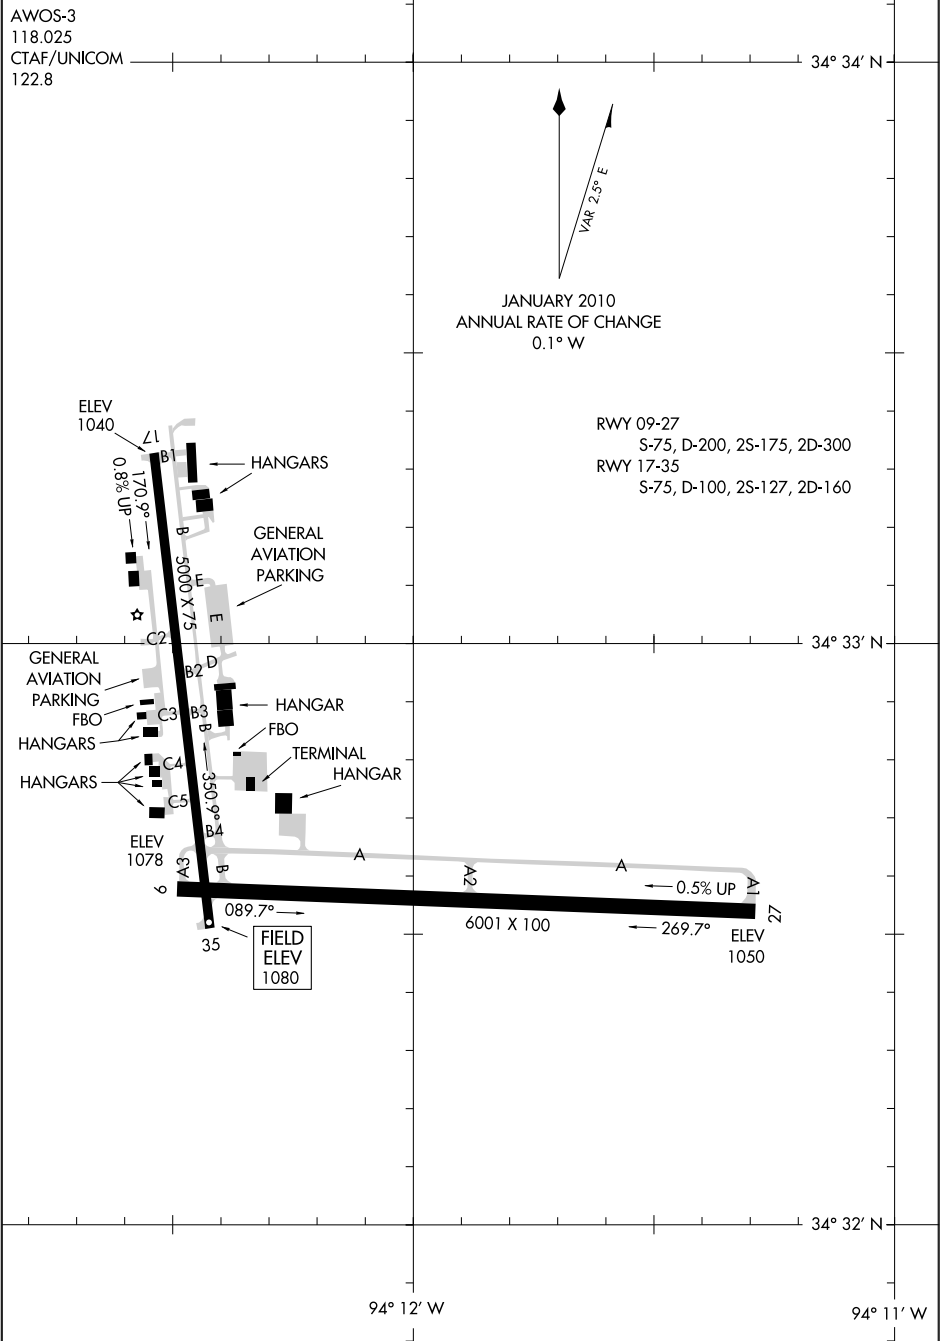 AWOS-3
118.025
CTAF/UNICOM
122.8
34° 34' N
VAR 2.5° E
JANUARY 2010
ANNUAL RATE OF CHANGE
0.1° W
RWY 09-27
S-75, D-200, 2S-175, 2D-300
RWY 17-35
S-75, D-100, 2S-127, 2D-160
ELEV
1040
17
B1
HANGARS
0.8% UP
170.9°
B
5000 X 75
GENERAL
AVIATION
PARKING
E
E
C2
34° 33' N
GENERAL
AVIATION
PARKING
FBO
HANGARS
B2
D
C3
B3
B
HANGAR
FBO
TERMINAL
HANGAR
HANGARS
C4
C5
350.9°
B4
ELEV
1078
A3
B
A
A2
A
A1
9
0.5% UP
27
089.7°
6001 X 100
269.7°
ELEV
1050
35
FIELD
ELEV
1080
34° 32' N
94° 12' W
94° 11' W